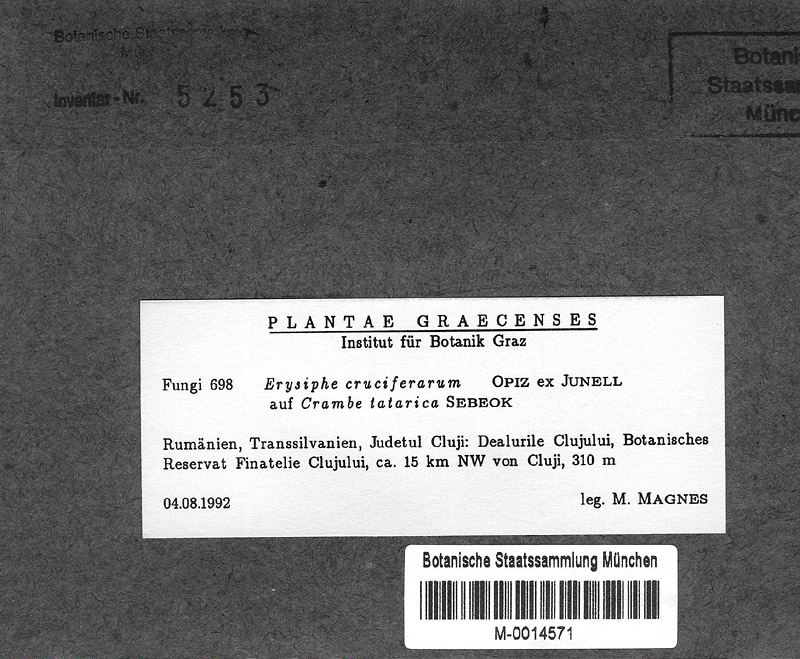 Botanische
Inventar-Nr. 5253
Botani
Staatssam
Münc
PLANTAE GRAECENSES
Institut für Botanik Graz
Fungi 698 Erysiphe cruciferarum OPIZ ex JUNELL
auf Crambe tatarica SEBEOK
Rumänien, Transsilvanien, Judetul Cluji: Dealurile Clujului, Botanisches
Reservat Finatelie Clujului, ca. 15 km NW von Cluji, 310 m
04.08.1992 leg. M. MAGNES
Botanische Staatssammlung München
M-0014571